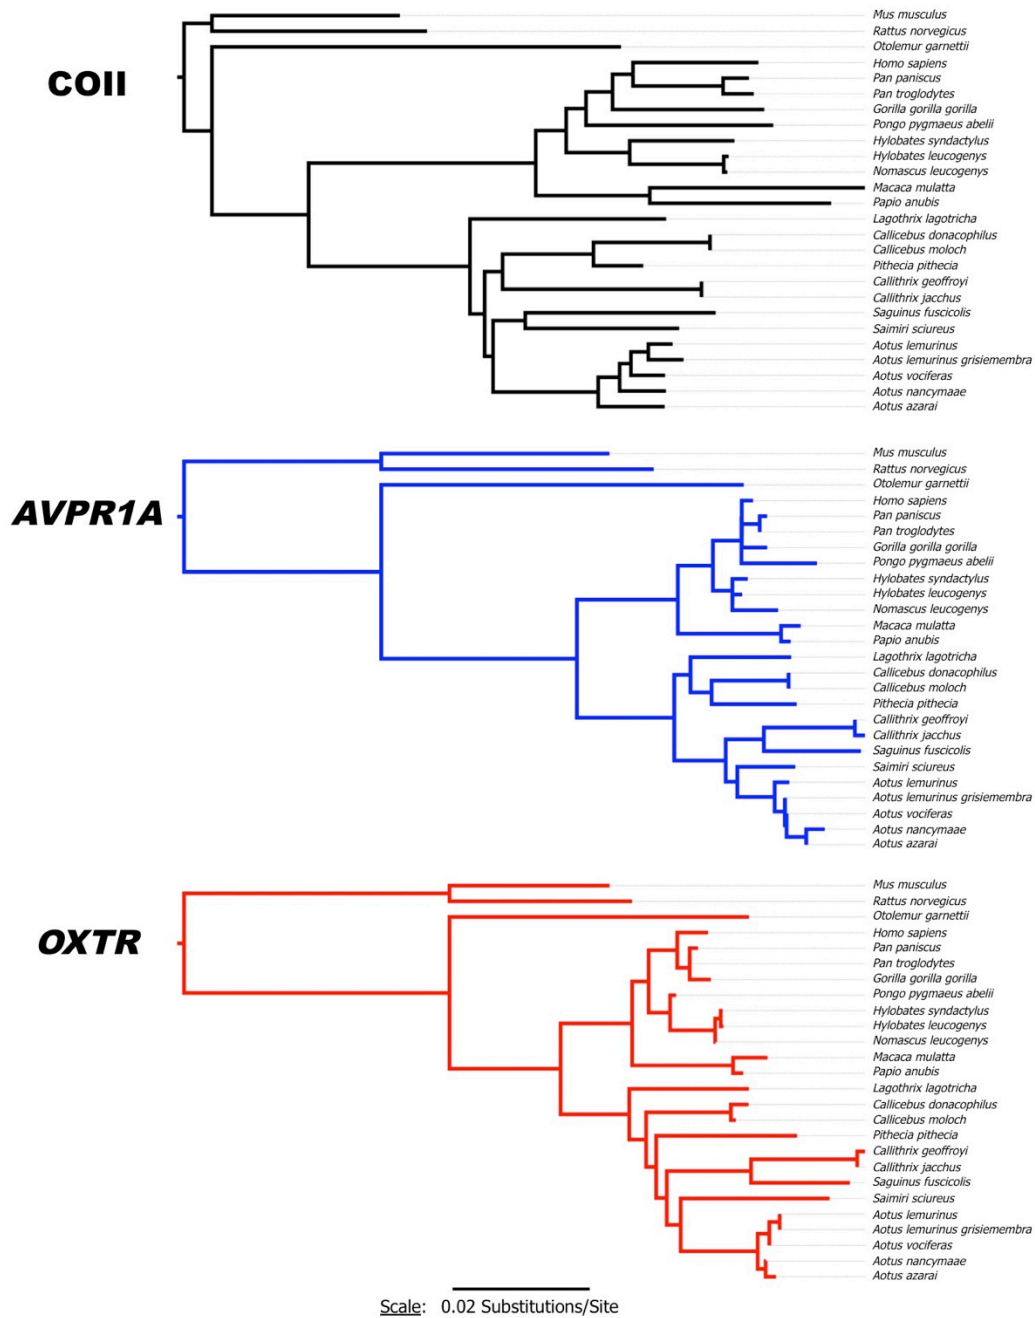 Mus musculus
Rattus norvegicus
Otolemur garnettii
COII
Homo sapiens
Pan paniscus
Pan troglodytes
Gorilla gorilla gorilla
Pongo pygmaeus abelii
Hylobates syndactylus
Hylobates leucogenys
Nomascus leucogenys
Macaca mulatta
Papio anubis
Lagothrix lagotricha
Callicebus donacophilus
Callicebus moloch
Pithecia pithecia
Callithrix geoffroyi
Callithrix jacchus
Saguinus fuscicolis
Saimiri sciureus
Aotus lemurinus
Aotus lemurinus grisiemembra
Aotus vociferas
Aotus nancymaae
Aotus azarai
Mus musculus
Rattus norvegicus
Otolemur garnettii
AVPR1A
Homo sapiens
Pan paniscus
Pan troglodytes
Gorilla gorilla gorilla
Pongo pygmaeus abelii
Hylobates syndactylus
Hylobates leucogenys
Nomascus leucogenys
Macaca mulatta
Papio anubis
Lagothrix lagotricha
Callicebus donacophilus
Callicebus moloch
Pithecia pithecia
Callithrix geoffroyi
Callithrix jacchus
Saguinus fuscicolis
Saimiri sciureus
Aotus lemurinus
Aotus lemurinus grisiemembra
Aotus vociferas
Aotus nancymaae
Aotus azarai
Mus musculus
Rattus norvegicus
Otolemur garnettii
OXTR
Homo sapiens
Pan paniscus
Pan troglodytes
Gorilla gorilla gorilla
Pongo pygmaeus abelii
Hylobates syndactylus
Hylobates leucogenys
Nomascus leucogenys
Macaca mulatta
Papio anubis
Lagothrix lagotricha
Callicebus donacophilus
Callicebus moloch
Pithecia pithecia
Callithrix geoffroyi
Callithrix jacchus
Saguinus fuscicolis
Saimiri sciureus
Aotus lemurinus
Aotus lemurinus grisiemembra
Aotus vociferas
Aotus nancymaae
Aotus azarai
Scale: 0.02 Substitutions/Site